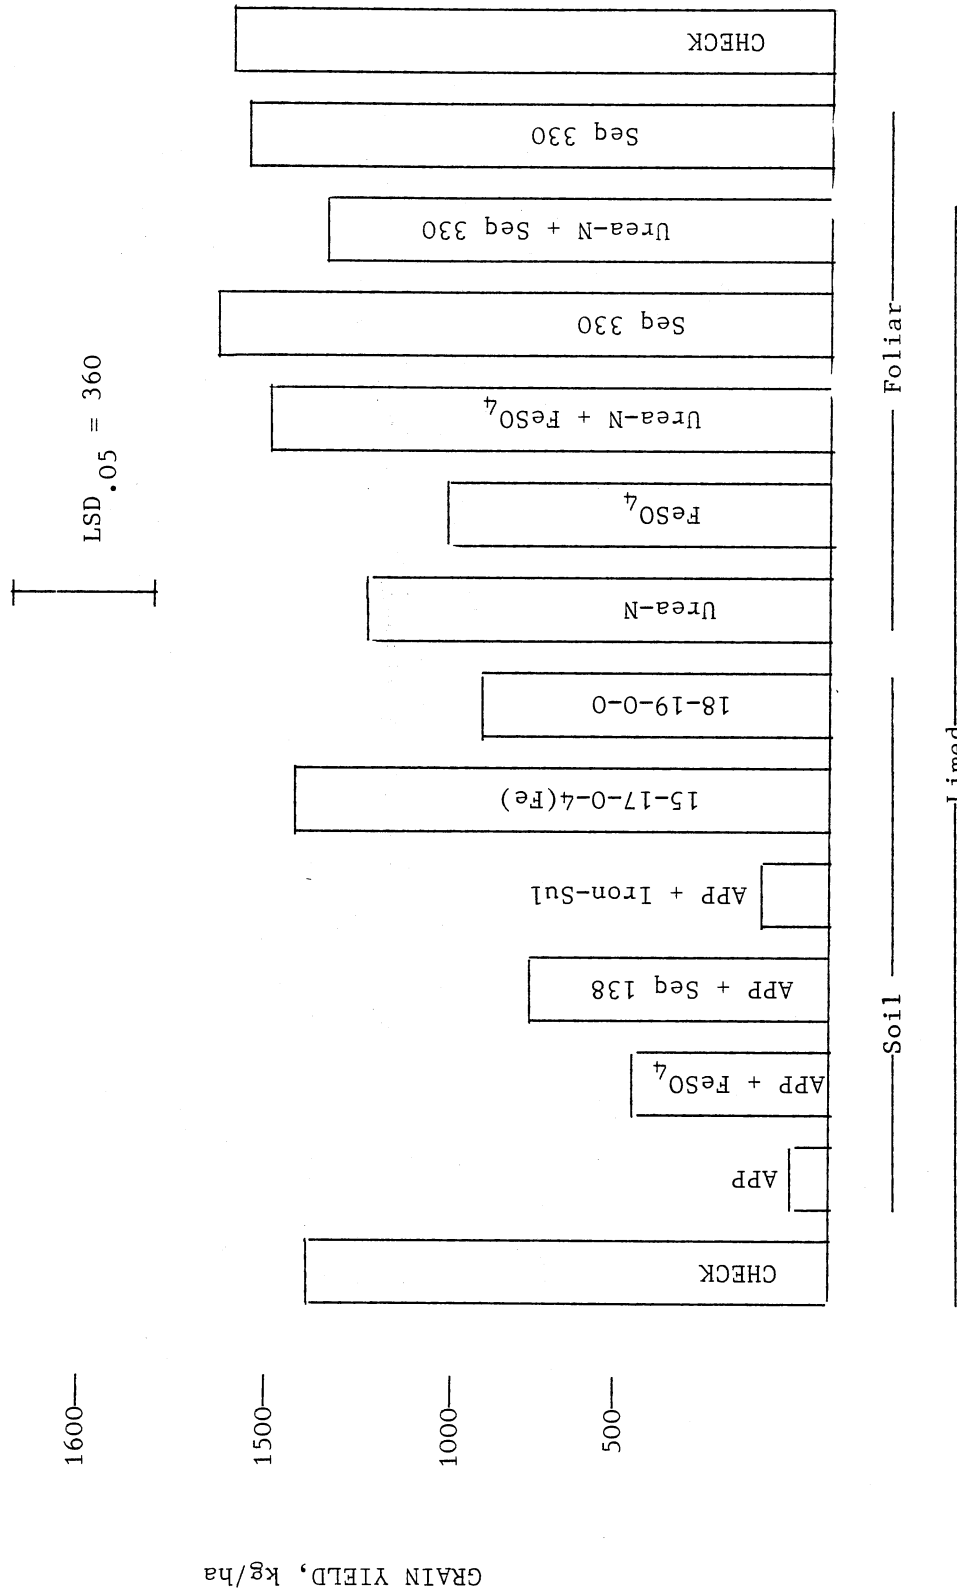 GRAIN YIELD, kg/ha
1600
1500
1000
500
LSD.05 = 360
CHECK
APP
APP + FeSO4
APP + Seq 138
APP + Iron-Sul
15-17-0-4(Fe)
18-19-0-0
Urea-N
FeSO4
Urea-N + FeSO4
Seq 330
Urea-N + Seq 330
Seq 330
CHECK
Soil
Foliar
Limed